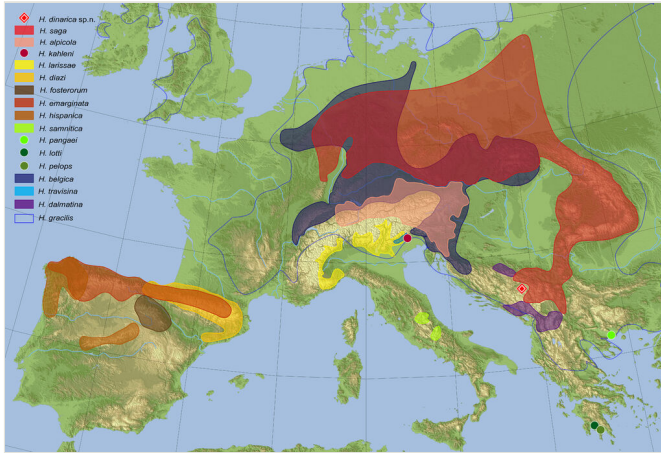 H. dinarica sp.n.
H. saga
H. alpicola
H. kahleni
H. larissae
H. diazi
H. fosterorum
H. emarginata
H. hispanica
H. samnitica
H. pangaei
H. lotti
H. pelops
H. belgica
H. travisina
H. dalmatina
H. gracilis